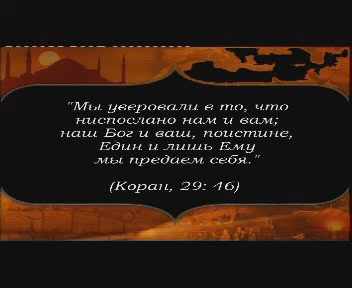 "Мы уверовали в то, что
ниспослано нам и вам;
наш Бог и ваш, поистине,
Един и лишь Ему
мы предаем себя."
(Коран, 29: 46)